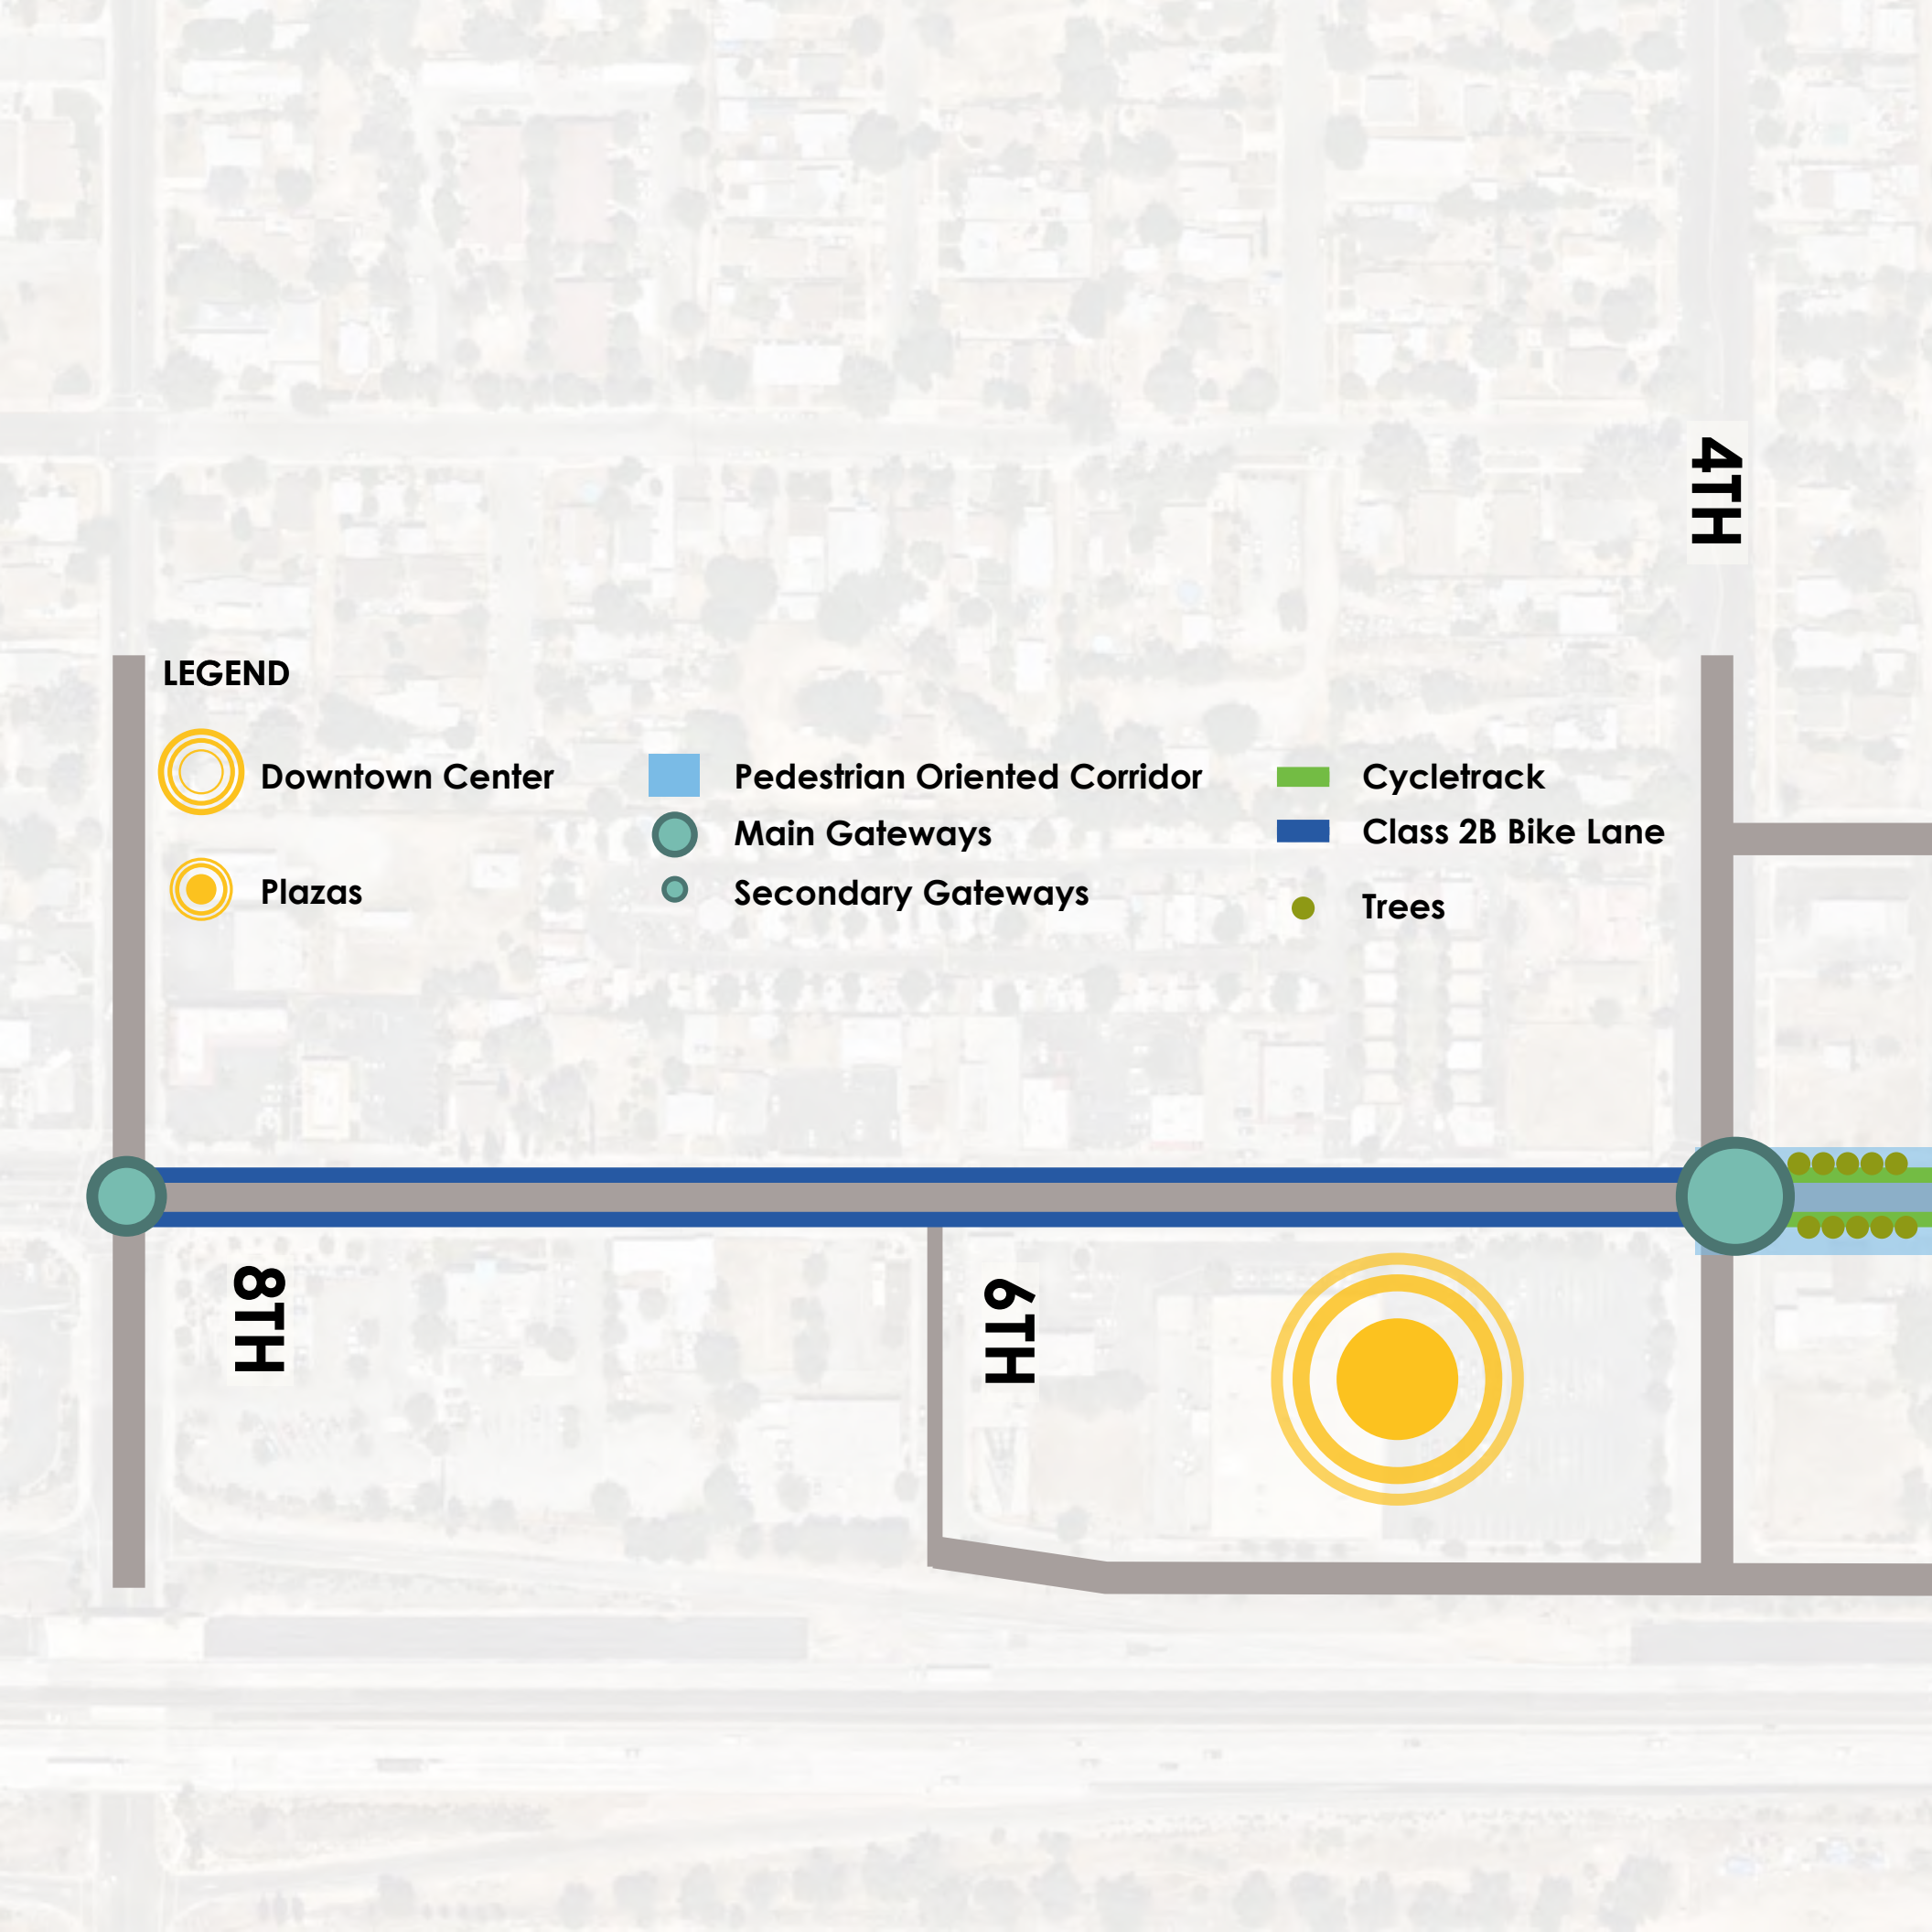 4TH
LEGEND
Downtown Center
Plazas
Pedestrian Oriented Corridor
Main Gateways
Secondary Gateways
Cycletrack
Class 2B Bike Lane
Trees
8TH
6TH